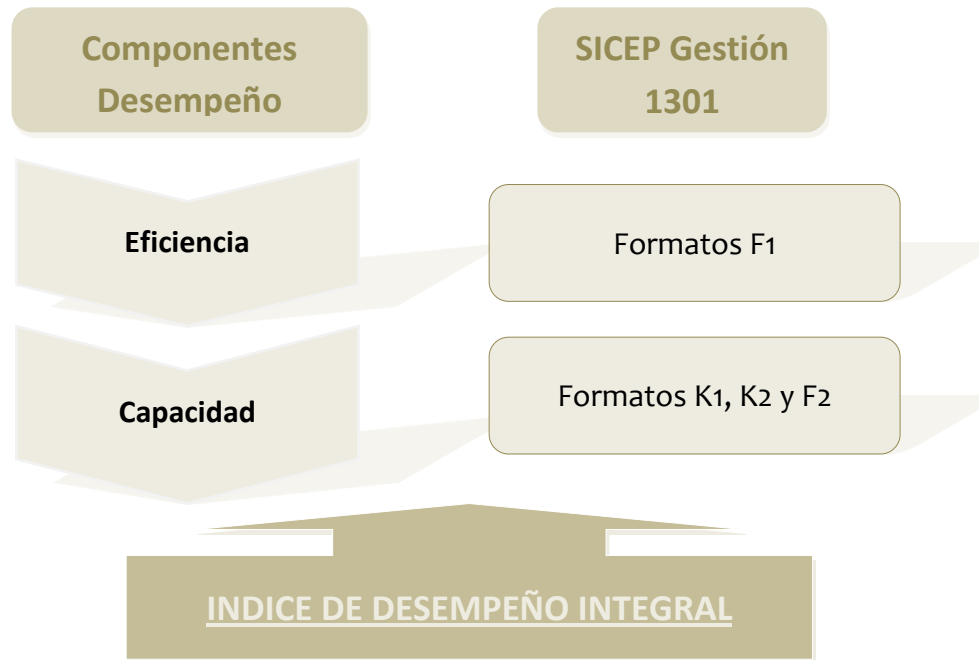 Componentes
Desempeño
SICEP Gestión
1301
Eficiencia
Formatos F1
Capacidad
Formatos K1, K2 y F2
INDICE DE DESEMPEÑO INTEGRAL